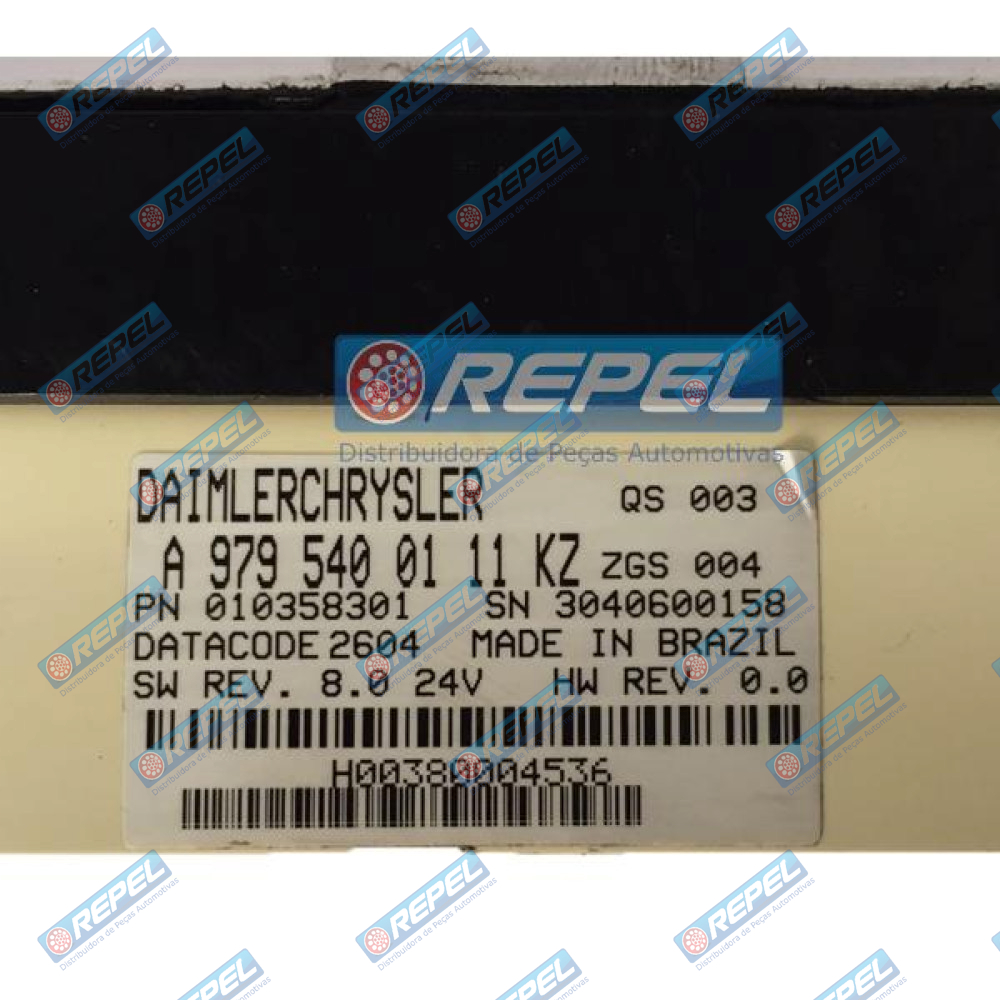 REPEL
Distribuidora de Peças Automotivas
DAIMLERCHRYSLER QS 003
A 979 540 01 11 KZ ZGS 004
PN 010358301 SN 3040600158
DATACODE 2604 MADE IN BRAZIL
SW REV. 8.0 24V HW REV. 0.0
H00380004536